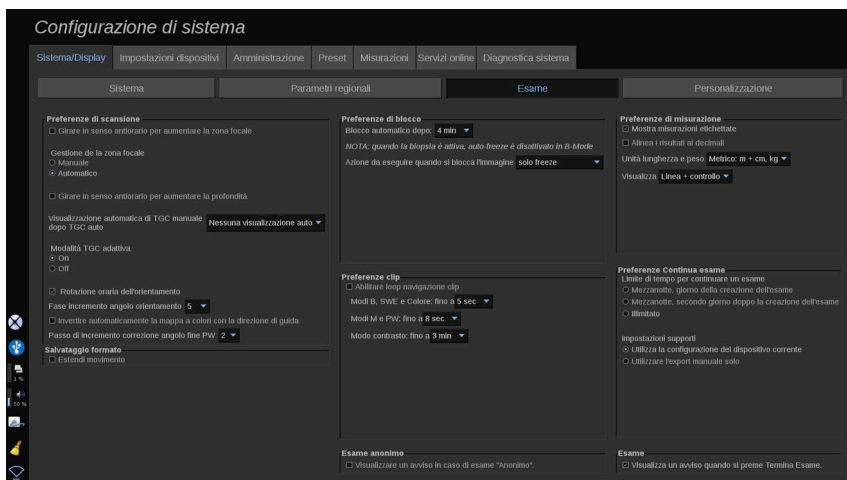 Configurazione di sistema
Sistema/Display Impostazioni dispositivi Amministrazione Preset Misurazioni Servizi online Diagnostica sistema
Sistema Parametri regionali Esame Personalizzazione
Preferenze di scansione
Girare in senso antiorario per aumentare la zona focale
Gestione de la zona focale
Manuale
Automatico
Girare in senso antiorario per aumentare la profondità
Visualizzazione automatica di TGC manuale
dopo TGC auto
Nessuna visualizzazione auto
Modalità TGC adattiva
On
Off
Rotazione oraria dell'orientamento
Fase incremento angolo orientamento 5
Invertire automaticamente la mappa a colori con la direzione di guida
Passo di incremento correzione angolo fine PW 2
Salvataggio formato
Estendi movimento
Preferenze di blocco
Blocco automatico dopo: 4 min
NOTA: quando la biopsia è attiva, auto-freeze è disattivato in B-Mode
Azione da eseguire quando si blocca l'immagine solo freeze
Preferenze clip
Abilitare loop navigazione clip
Modi B, SWE e Colore: fino a 5 sec
Modi M e PW: fino a 8 sec
Modo contrasto: fino a 3 min
Esame anonimo
Visualizzare un avviso in caso di esame "Anonimo".
Preferenze di misurazione
Mostra misurazioni etichettate
Alinea i risultati ai decimali
Unità lunghezza e peso Metrico: m + cm, kg
Visualizza Linea + controllo
Preferenze Continua esame
Limite di tempo per continuare un esame
Mezzanotte, giorno della creazione dell'esame
Mezzanotte, secondo giorno doppo la creazione dell'esame
Illimitato
Impostazioni supporti
Utilizza la configurazione del dispositivo corrente
Utilizzare l'export manuale solo
Esame
Visualizza un avviso quando si preme Termina Esame.
1 %
50 %